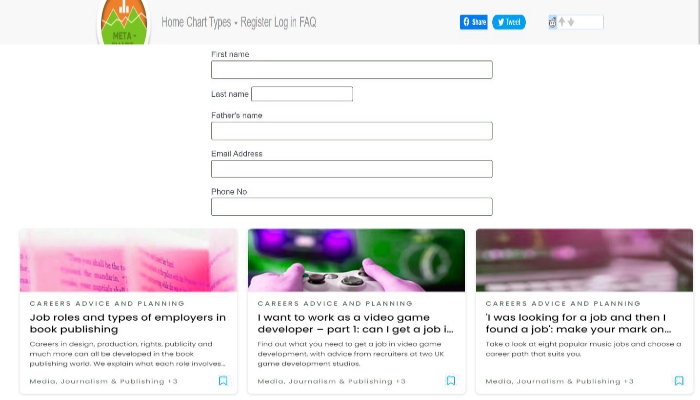 META-
Home Chart Types Register Log in FAQ
Share
Tweet
First name
Last name
Father's name
Email Address
Phone No
CAREERS ADVICE AND PLANNING
Job roles and types of employers in
book publishing
Careers in design, production, rights, publicity and
much more can all be developed in the book
publishing world. We explain what each role involves...
Media, Journalism & Publishing +3
CAREERS ADVICE AND PLANNING
I want to work as a video game
developer – part 1: can I get a job i...
Find out what you need to get a job in video game
development, with advice from recruiters at two UK
game development studios.
Media, Journalism & Publishing +3
CAREERS ADVICE AND PLANNING
'I was looking for a job and then I
found a job': make your mark on...
Take a look at eight popular music jobs and choose a
career path that suits you.
Media, Journalism & Publishing +3